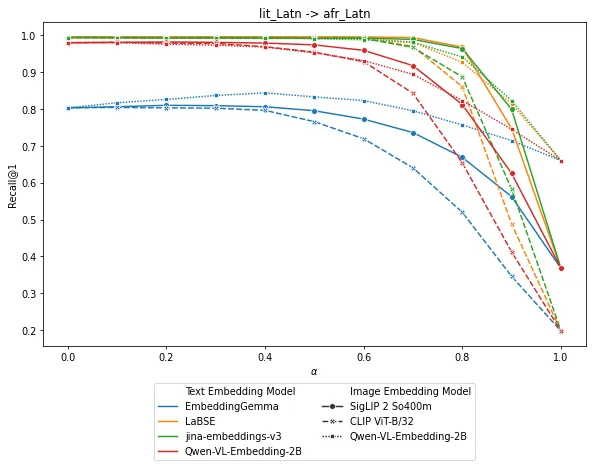 lit_Latn -> afr_Latn
Recall@1
1.0
0.9
0.8
0.7
0.6
0.5
0.4
0.3
0.2
0.0 0.2 0.4 0.6 0.8 1.0
α
Text Embedding Model
EmbeddingGemma
LaBSE
jina-embeddings-v3
Qwen-VL-Embedding-2B
Image Embedding Model
SigLIP 2 So400m
CLIP ViT-B/32
Qwen-VL-Embedding-2B